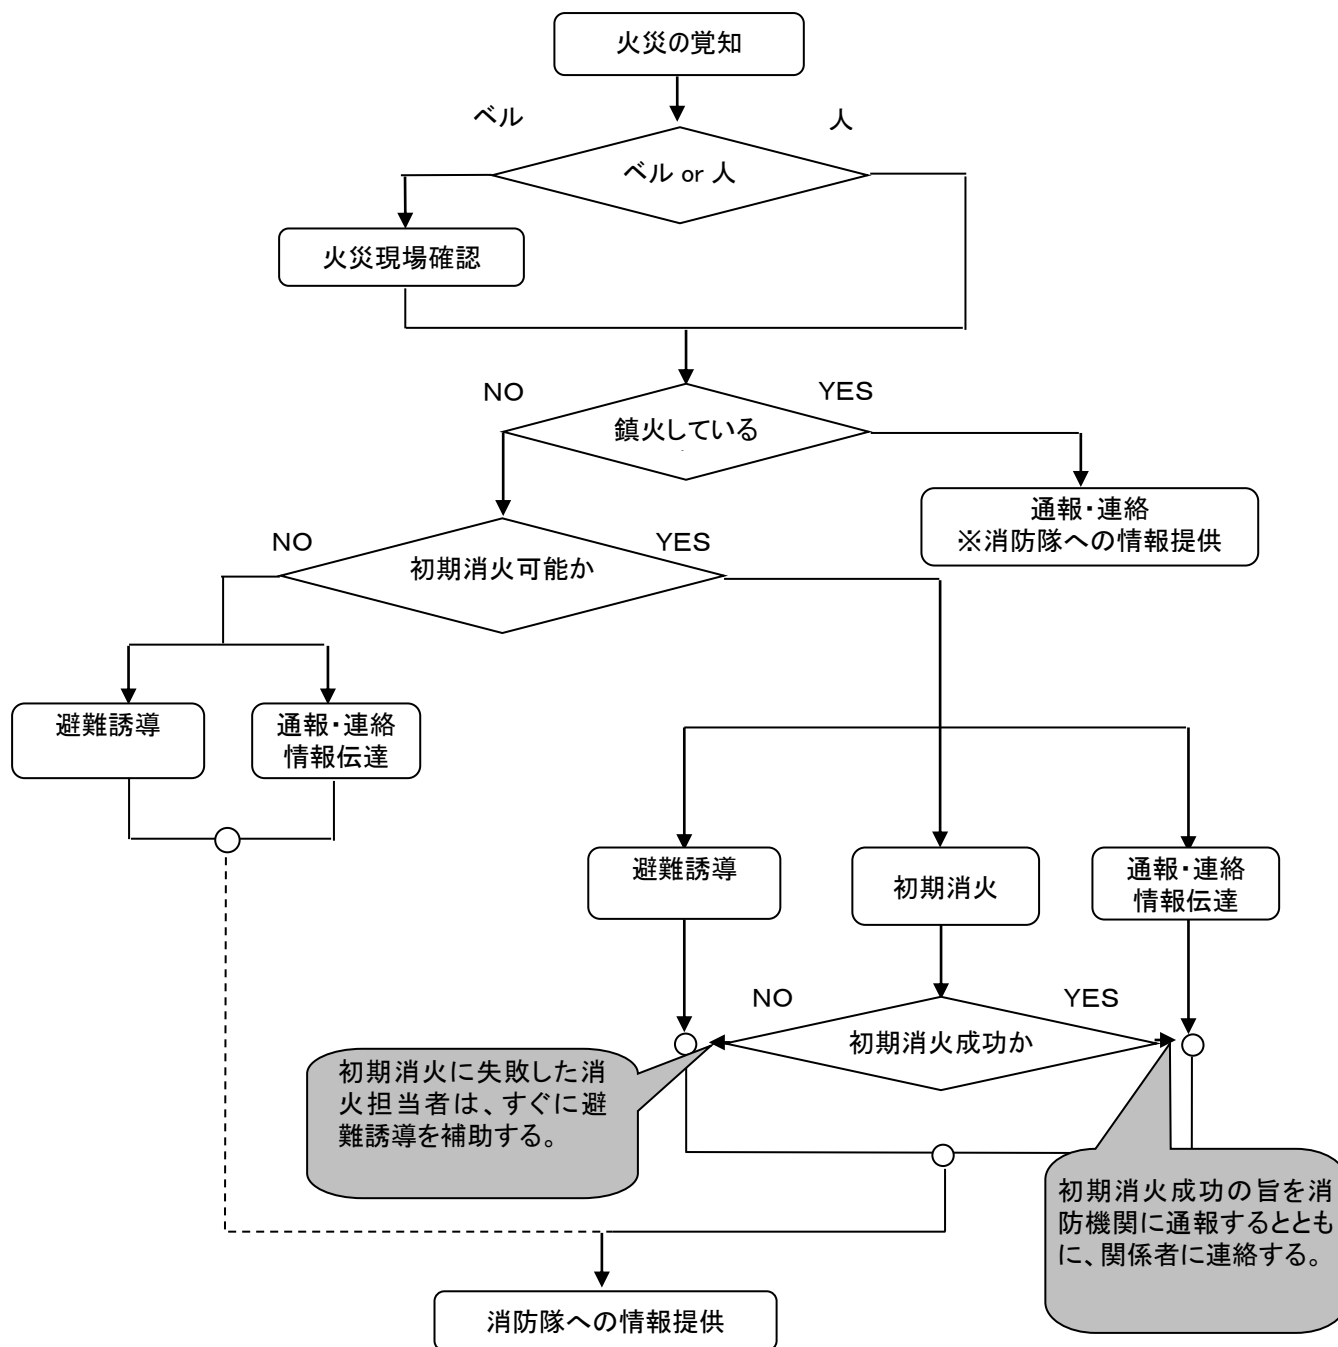 火災の覚知
ベル
人
ベル or 人
火災現場確認
NO
YES
鎮火している
通報・連絡
※消防隊への情報提供
NO
YES
初期消火可能か
避難誘導
通報・連絡
情報伝達
避難誘導
初期消火
通報・連絡
情報伝達
NO
YES
初期消火成功か
初期消火に失敗した消
火担当者は、すぐに避
難誘導を補助する。
初期消火成功の旨を消
防機関に通報するととも
に、関係者に連絡する。
消防隊への情報提供